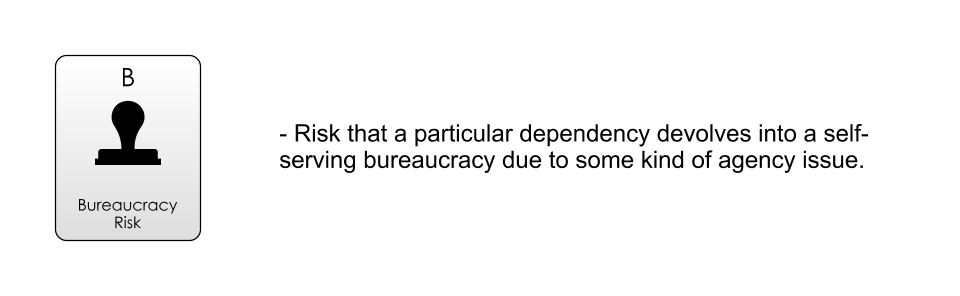 B
Bureaucracy
Risk
- Risk that a particular dependency devolves into a self-
serving bureaucracy due to some kind of agency issue.